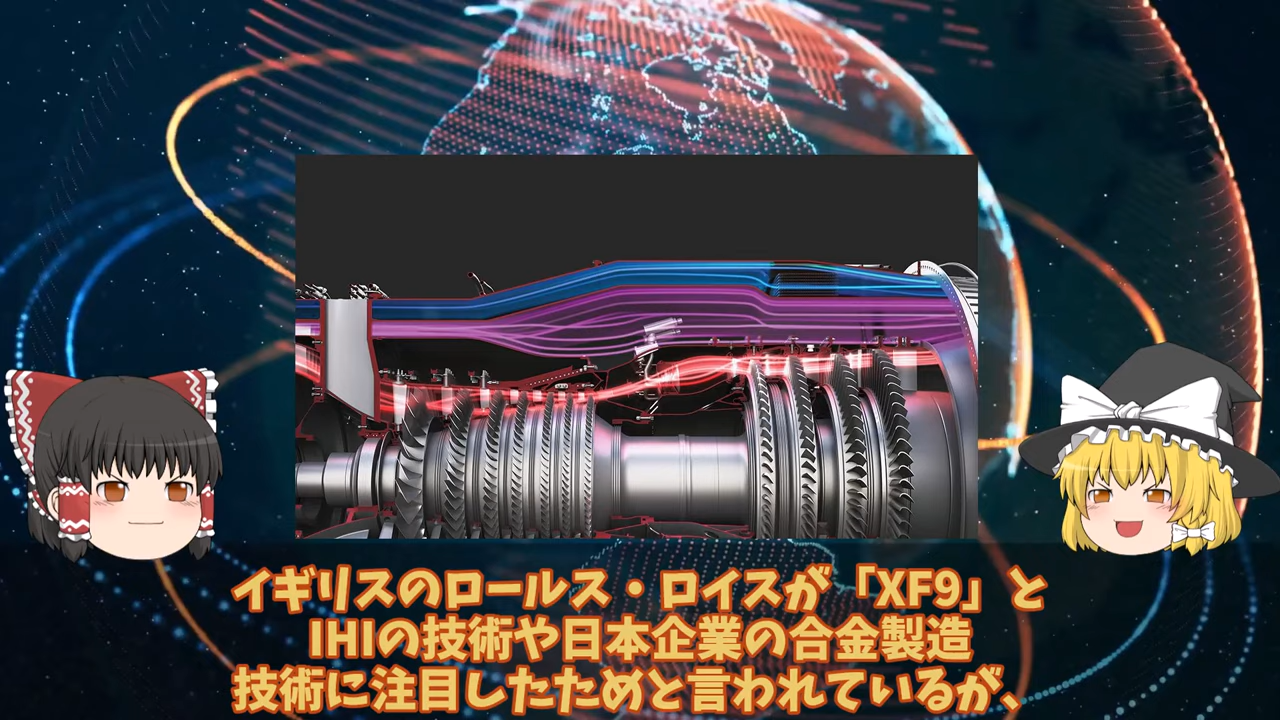 イギリスのロールス・ロイスが「XF9」と
IHIの技術や日本企業の合金製造
技術に注目したためと言われているが、